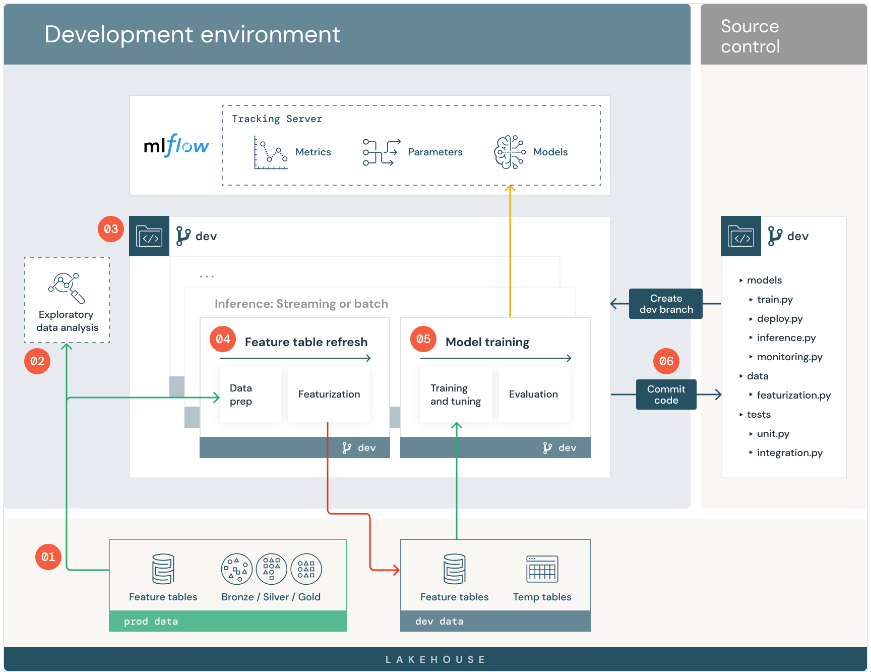 Development environment
Source
control
mlflow
Tracking Server
Metrics
Parameters
Models
03
dev
...
Inference: Streaming or batch
04
Feature table refresh
Data
prep
Featurization
dev
05
Model training
Training
and tuning
Evaluation
dev
Exploratory
data analysis
02
Create
dev branch
06
Commit
code
dev
models
train.py
deploy.py
inference.py
monitoring.py
data
featurization.py
tests
unit.py
integration.py
01
Feature tables
Bronze / Silver / Gold
prod data
Feature tables
Temp tables
dev data
LAKEHOUSE